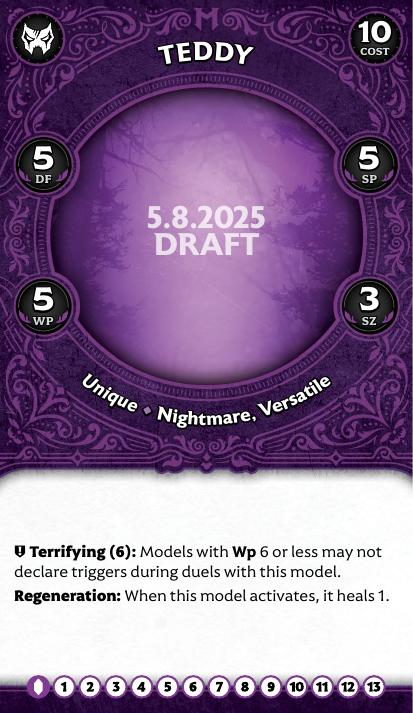 TEDDY
10
COST
5
DF
5
SP
5.8.2025
DRAFT
5
WP
3
SZ
Unique ◆ Nightmare, Versatile
Terrifying (6): Models with Wp 6 or less may not
declare triggers during duels with this model.
Regeneration: When this model activates, it heals 1.
1 2 3 4 5 6 7 8 9 10 11 12 13